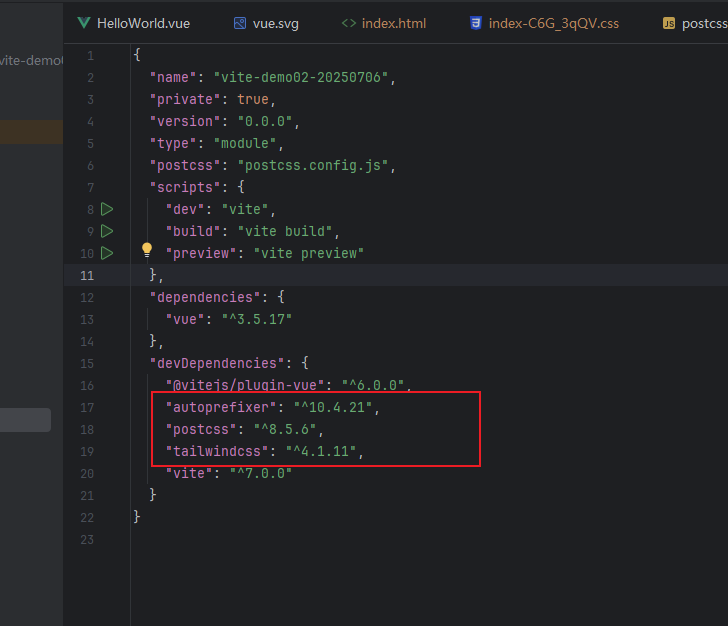 HelloWorld.vue vue.svg index.html index-C6G_3qQV.css postcss
vite-demo
1 {
2 "name": "vite-demo02-20250706",
3 "private": true,
4 "version": "0.0.0",
5 "type": "module",
6 "postcss": "postcss.config.js",
7 "scripts": {
8 "dev": "vite",
9 "build": "vite build",
10 "preview": "vite preview"
11 },
12 "dependencies": {
13 "vue": "^3.5.17"
14 },
15 "devDependencies": {
16 "@vitejs/plugin-vue": "^6.0.0",
17 "autoprefixer": "^10.4.21",
18 "postcss": "^8.5.6",
19 "tailwindcss": "^4.1.11",
20 "vite": "^7.0.0"
21 }
22 }
23